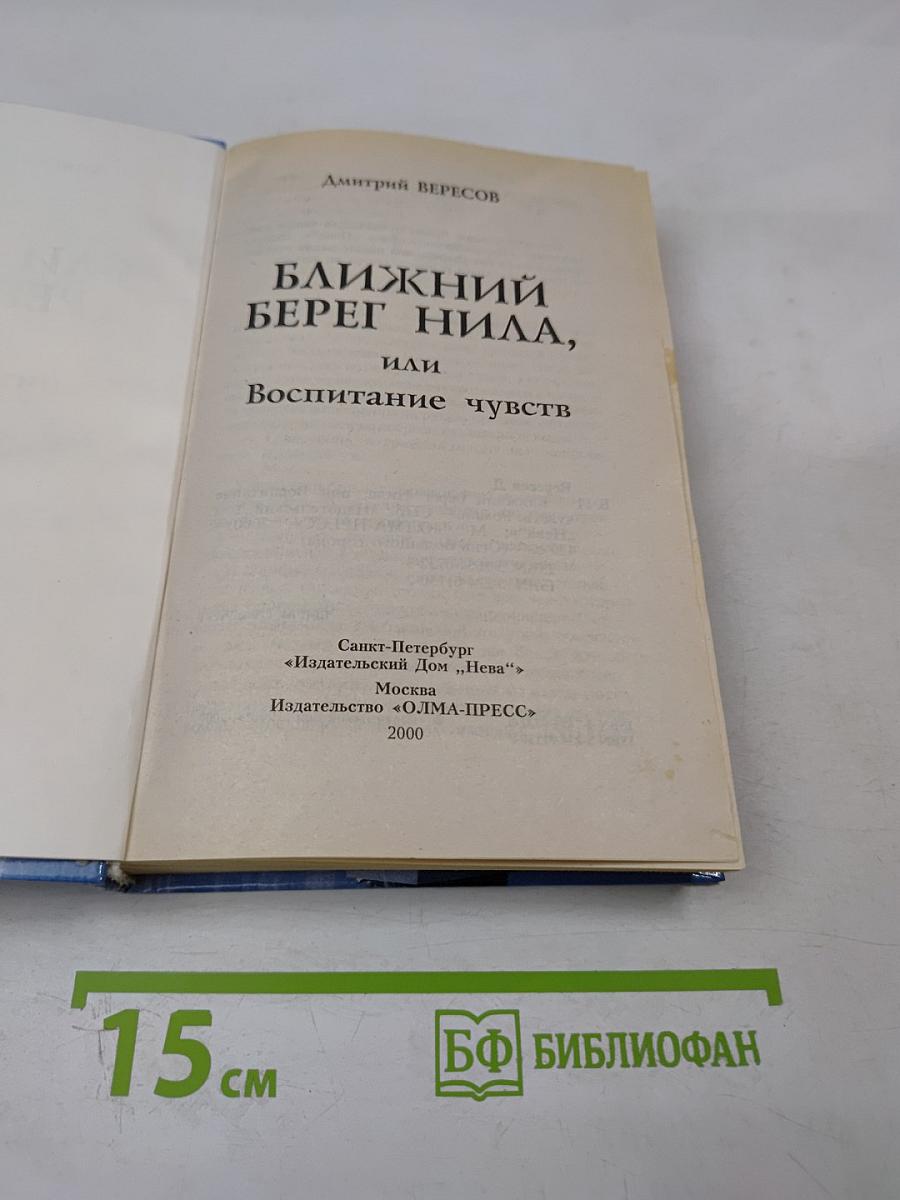 Дмитрий ВЕРЕСОВ
БЛИЖНИЙ
БЕРЕГ НИЛА,
или
Воспитание чувств
Санкт-Петербург
«Издательский Дом „Нева“»
Москва
Издательство «ОЛМА-ПРЕСС»
2000
15 см
БФ БИБЛИОФАН